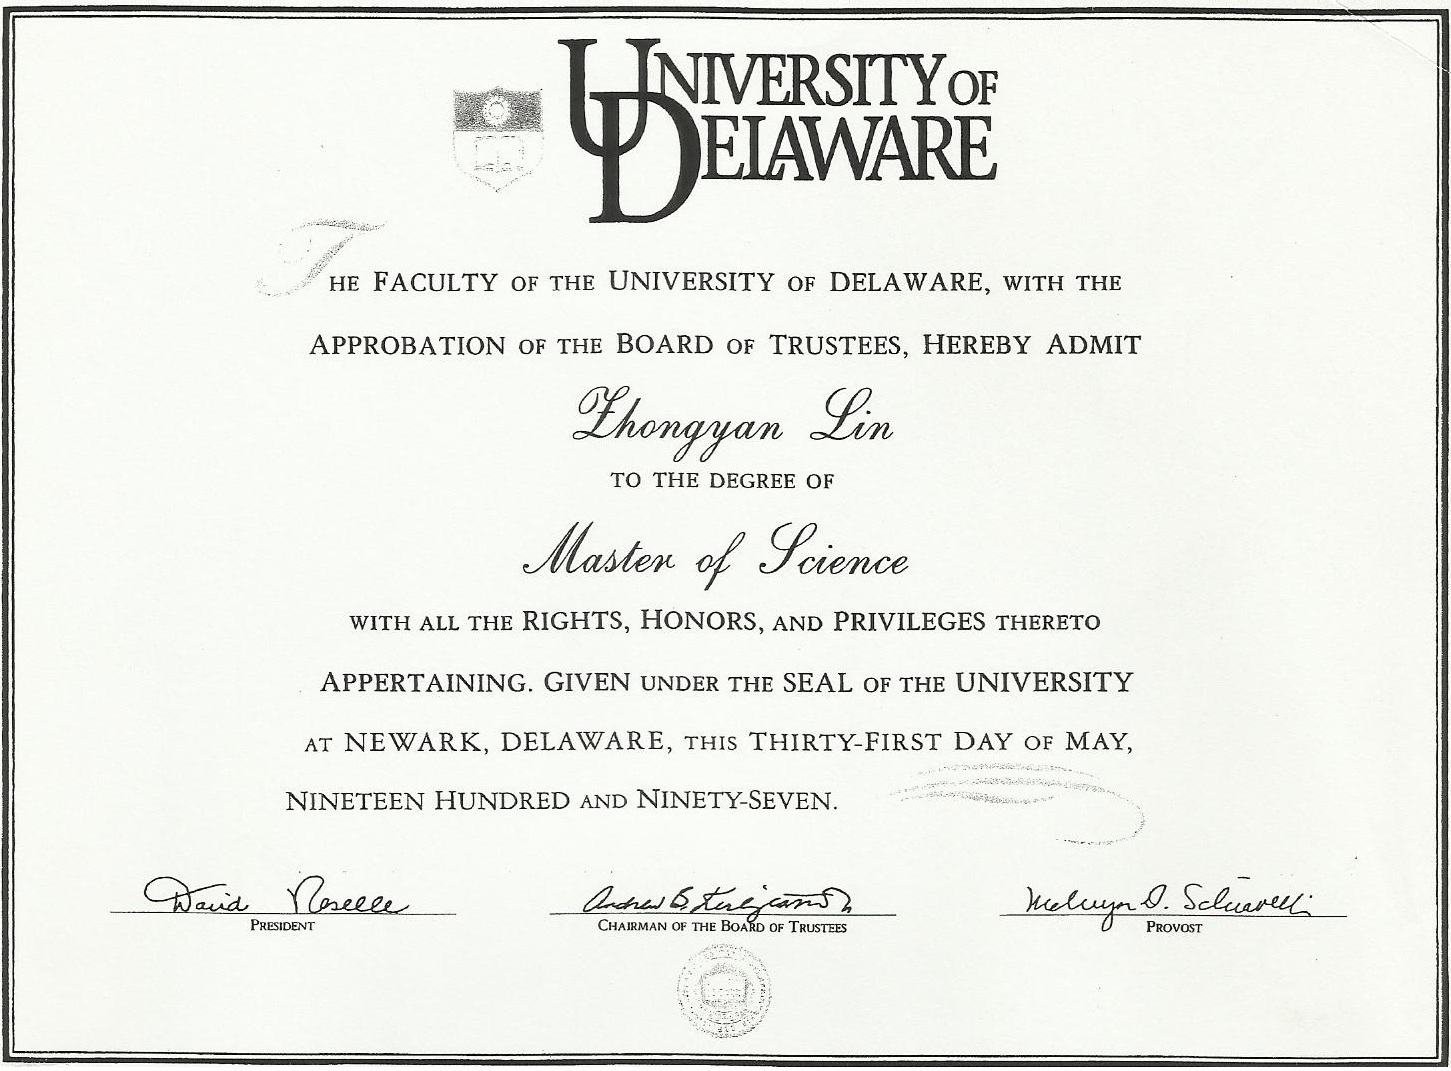 UNIVERSITY OF
DELAWARE
THE FACULTY OF THE UNIVERSITY OF DELAWARE, WITH THE
APPROBATION OF THE BOARD OF TRUSTEES, HEREBY ADMIT
Zhongyan Lin
TO THE DEGREE OF
Master of Science
WITH ALL THE RIGHTS, HONORS, AND PRIVILEGES THERETO
APPERTAINING. GIVEN UNDER THE SEAL OF THE UNIVERSITY
AT NEWARK, DELAWARE, THIS THIRTY-FIRST DAY OF MAY,
NINETEEN HUNDRED AND NINETY-SEVEN.
David Roselle
Andrew B. Kirkpatrick Jr
Melvyn D. Schiavelli
PRESIDENT
CHAIRMAN OF THE BOARD OF TRUSTEES
PROVOST